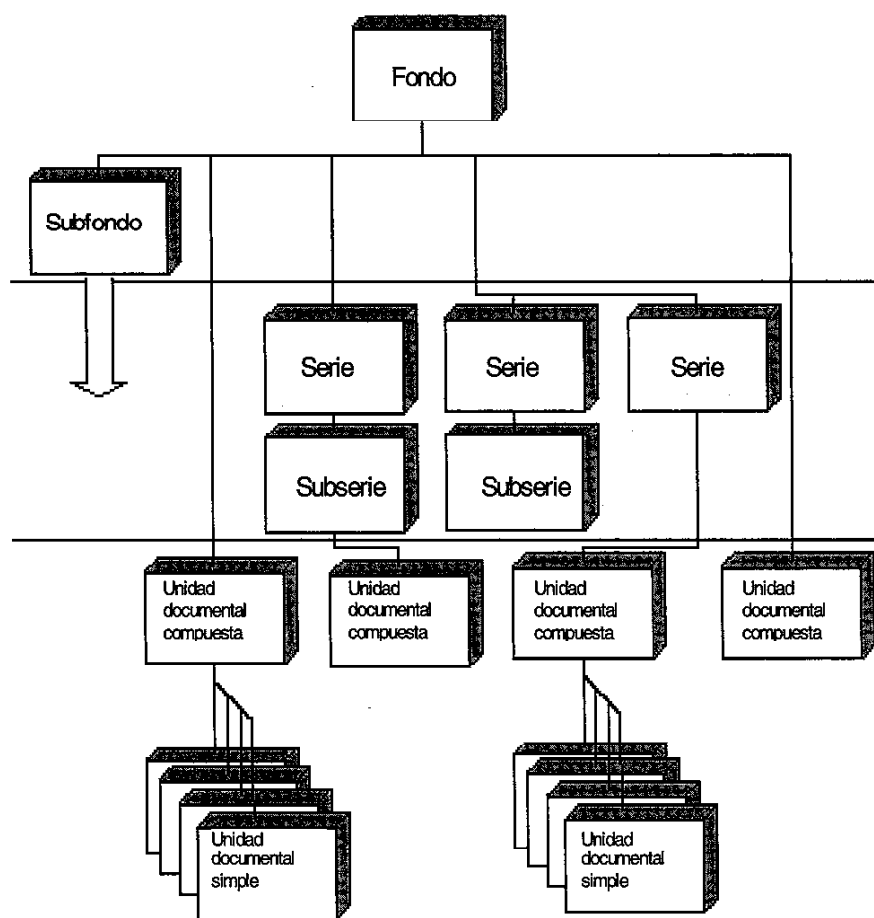 Fondo
Subfondo
Serie
Serie
Serie
Subserie
Subserie
Unidad
documental
compuesta
Unidad
documental
compuesta
Unidad
documental
compuesta
Unidad
documental
compuesta
Unidad
documental
simple
Unidad
documental
simple